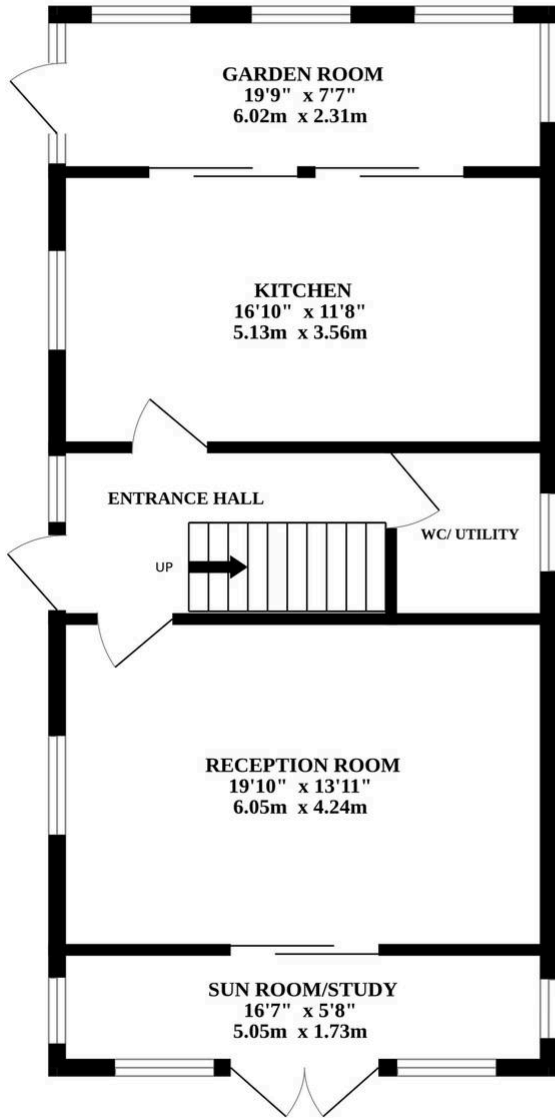 GARDEN ROOM
19'9" x 7'7"
6.02m x 2.31m
KITCHEN
16'10" x 11'8"
5.13m x 3.56m
ENTRANCE HALL
WC/ UTILITY
UP
RECEPTION ROOM
19'10" x 13'11"
6.05m x 4.24m
SUN ROOM/STUDY
16'7" x 5'8"
5.05m x 1.73m